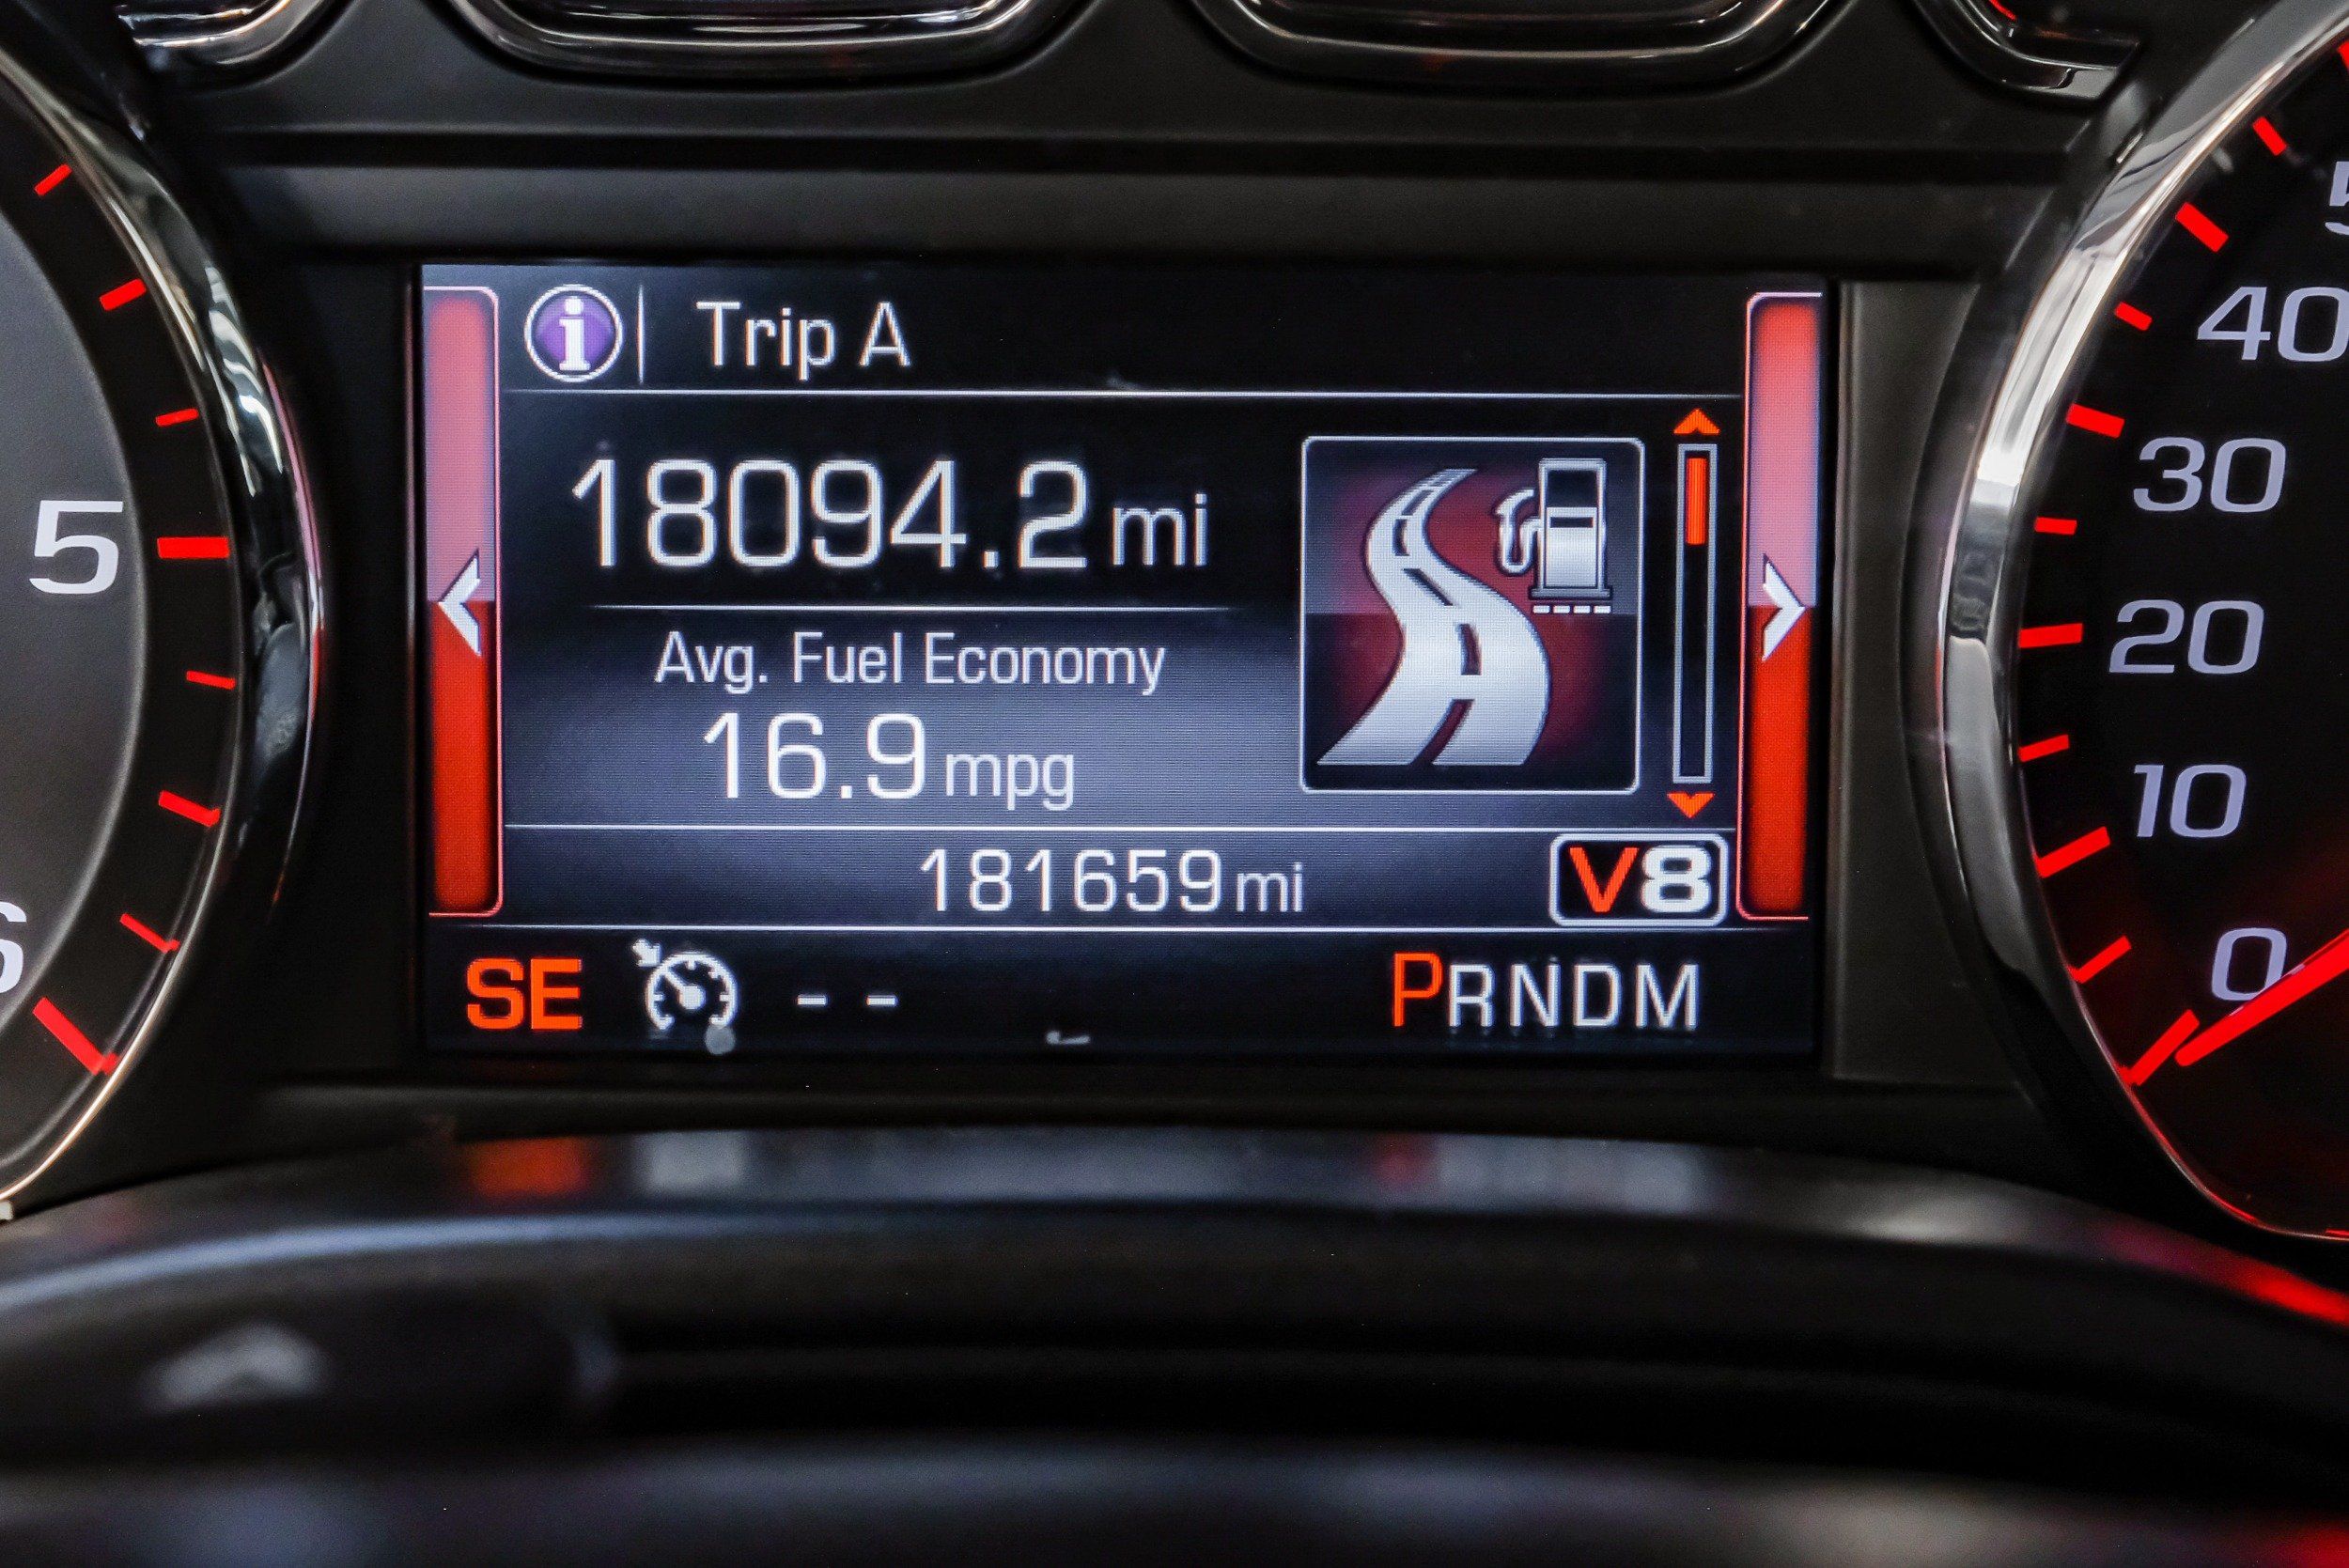 Trip A
18094.2 mi
Avg. Fuel Economy
16.9 mpg
181659 mi
V8
SE -- PRNDM
5
6
40
30
20
10
0